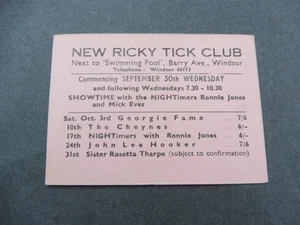 NEW RICKY TICK CLUB
Next to 'Swimming Pool', Barry Ave., Windsor
Telephone: Windsor 60173
Commencing SEPTEMBER 30th WEDNESDAY
and following Wednesdays 7.30 - 10.30
SHOWTIME with the NIGHTimers Ronnie Jones
and Mick Eves
Sat. Oct. 3rd Georgie Fame ... 7/6
10th The Cheynes ... 6/-
17th NIGHTimers with Ronnie Jones ... 6/-
24th John Lee Hooker ... 7/6
31st Sister Rosetta Tharpe (subject to confirmation)